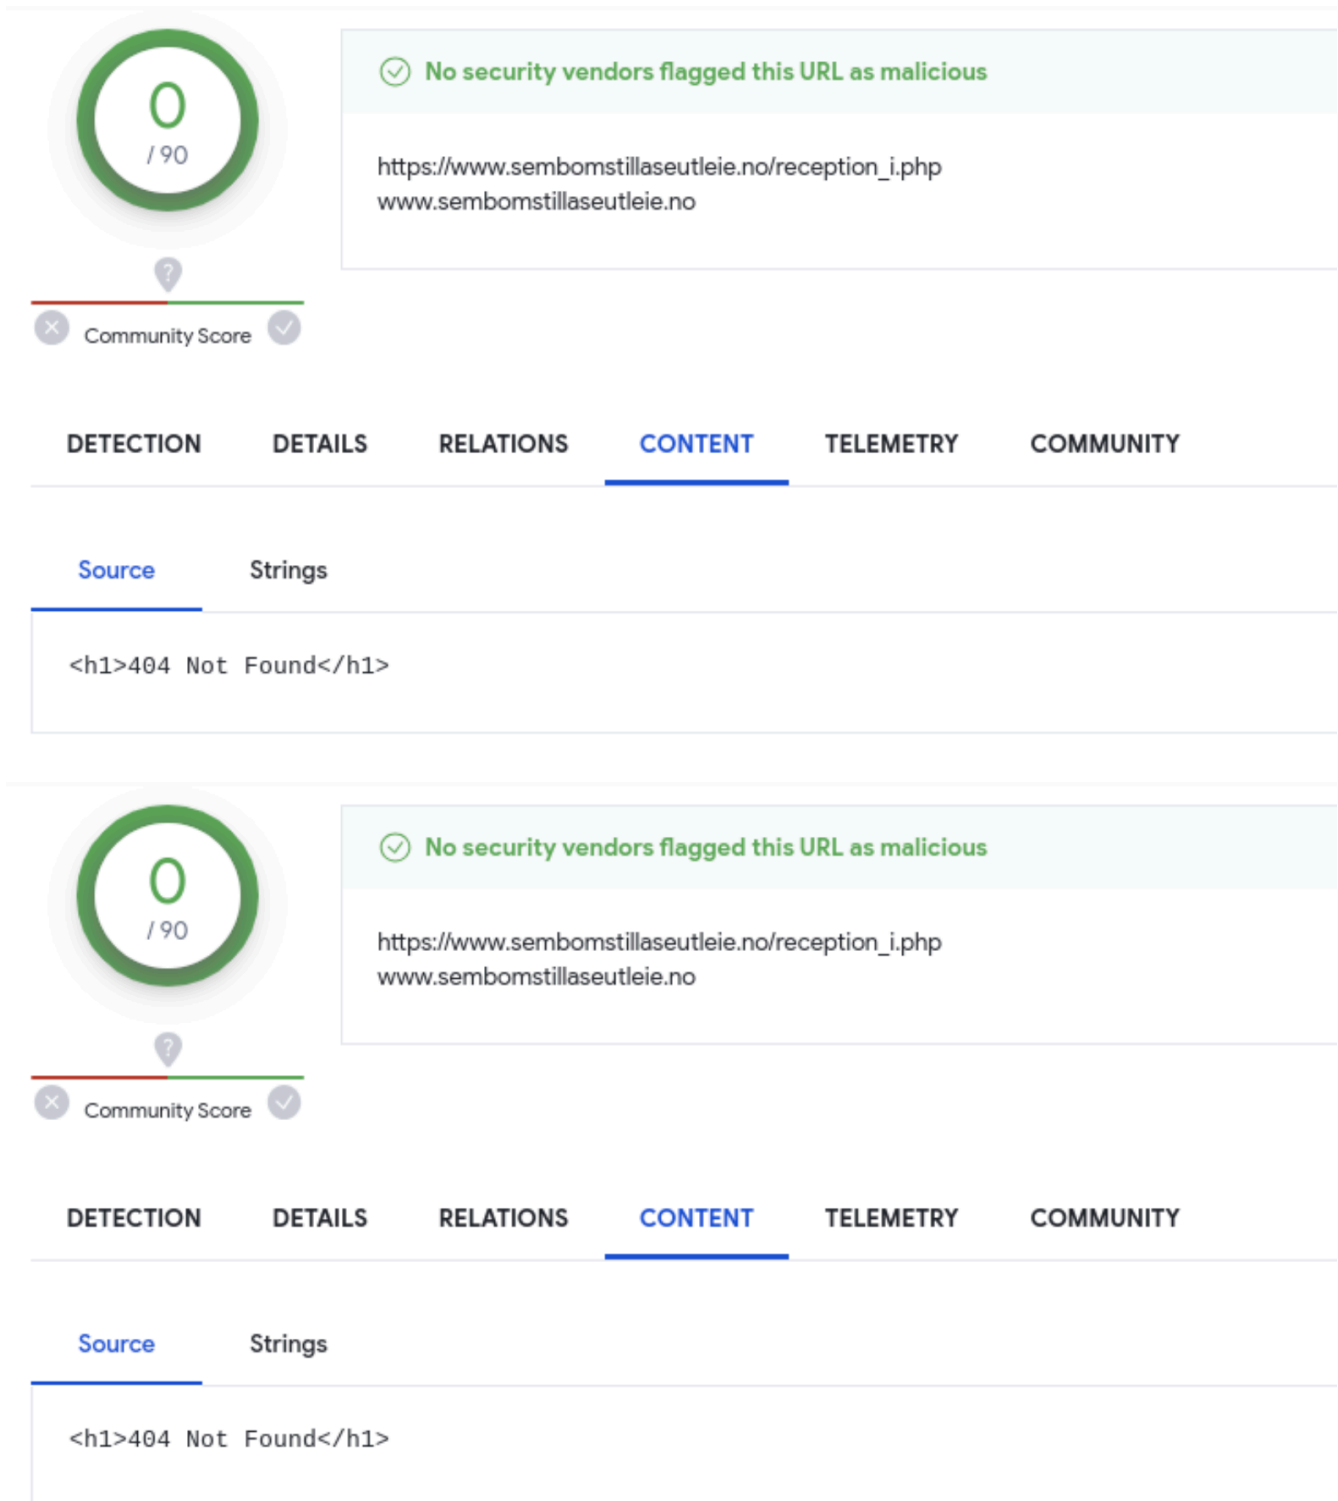 0
/ 90
No security vendors flagged this URL as malicious
https://www.sembomstillaseutleie.no/reception_i.php
www.sembomstillaseutleie.no
?
Community Score
DETECTION DETAILS RELATIONS CONTENT TELEMETRY COMMUNITY
Source Strings
<h1>404 Not Found</h1>
0
/ 90
No security vendors flagged this URL as malicious
https://www.sembomstillaseutleie.no/reception_i.php
www.sembomstillaseutleie.no
?
Community Score
DETECTION DETAILS RELATIONS CONTENT TELEMETRY COMMUNITY
Source Strings
<h1>404 Not Found</h1>